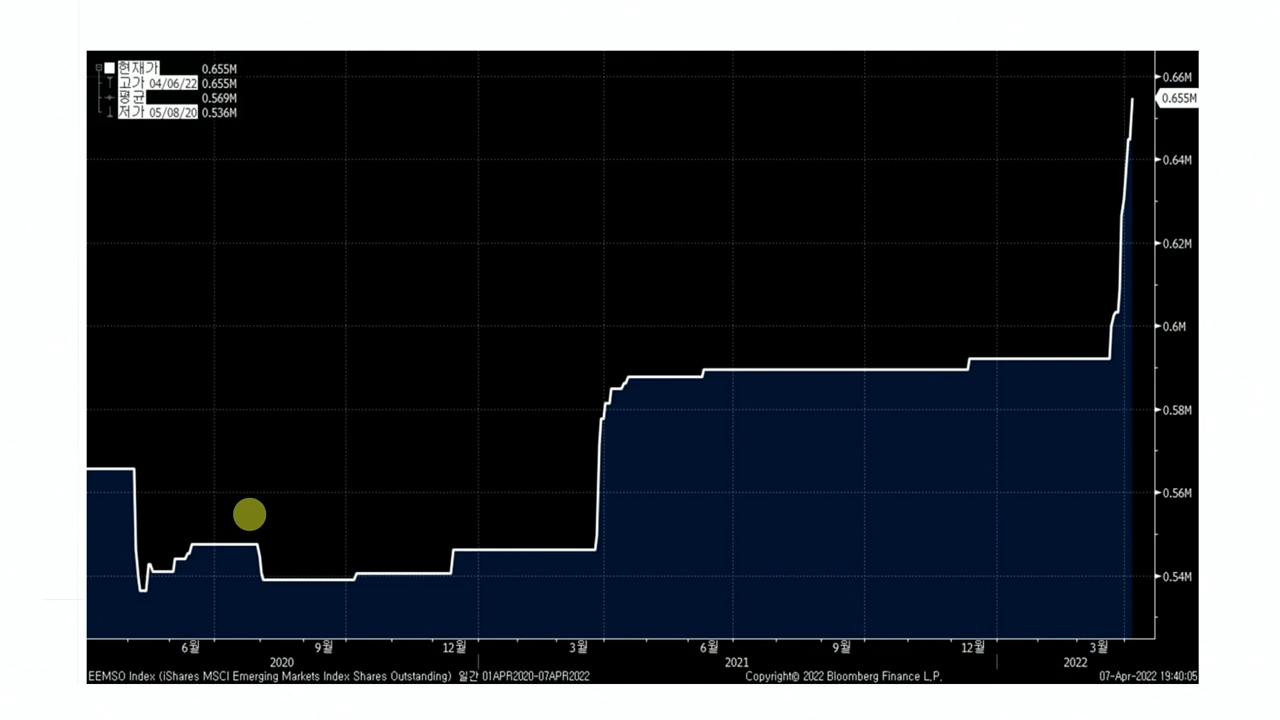 현재가 0.655M
고가 04/06/22 0.655M
평균 0.569M
저가 05/08/20 0.536M
0.66M
0.655M
0.64M
0.62M
0.6M
0.58M
0.56M
0.54M
6월 9월 12월 3월 6월 9월 12월 3월
2020 2021 2022
EEMSO Index (iShares MSCI Emerging Markets Index Shares Outstanding) 일간 01APR2020-07APR2022 Copyright© 2022 Bloomberg Finance L.P. 07-Apr-2022 19:40:05